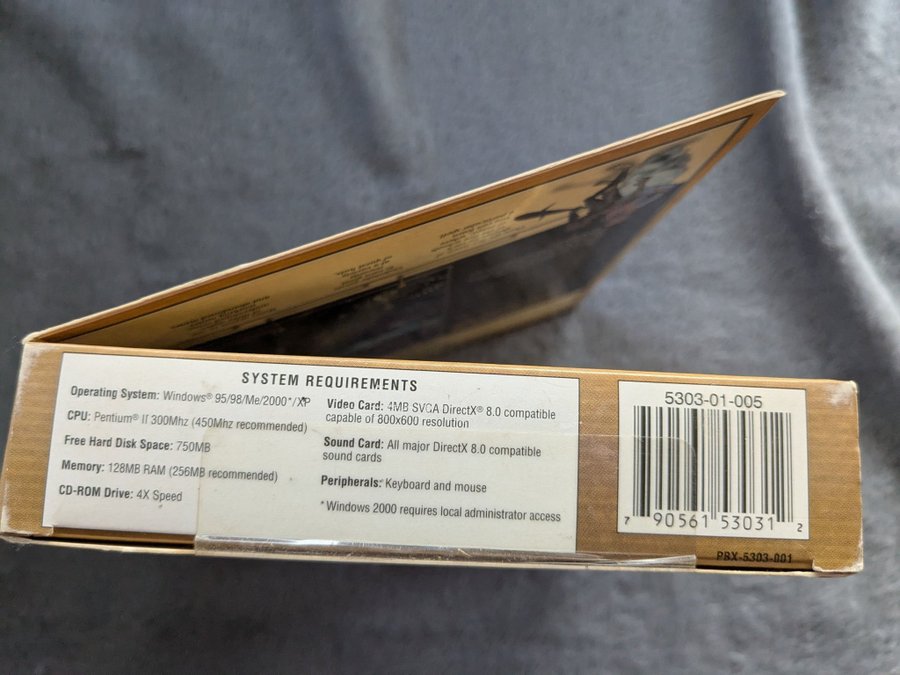 SYSTEM REQUIREMENTS
Operating System: Windows® 95/98/Me/2000*/XP
CPU: Pentium® II 300Mhz (450Mhz recommended)
Free Hard Disk Space: 750MB
Memory: 128MB RAM (256MB recommended)
CD-ROM Drive: 4X Speed
Video Card: 4MB SVGA DirectX® 8.0 compatible
capable of 800x600 resolution
Sound Card: All major DirectX 8.0 compatible
sound cards
Peripherals: Keyboard and mouse
*Windows 2000 requires local administrator access
5303-01-005
7 90561 53031 2
PBX-5303-001